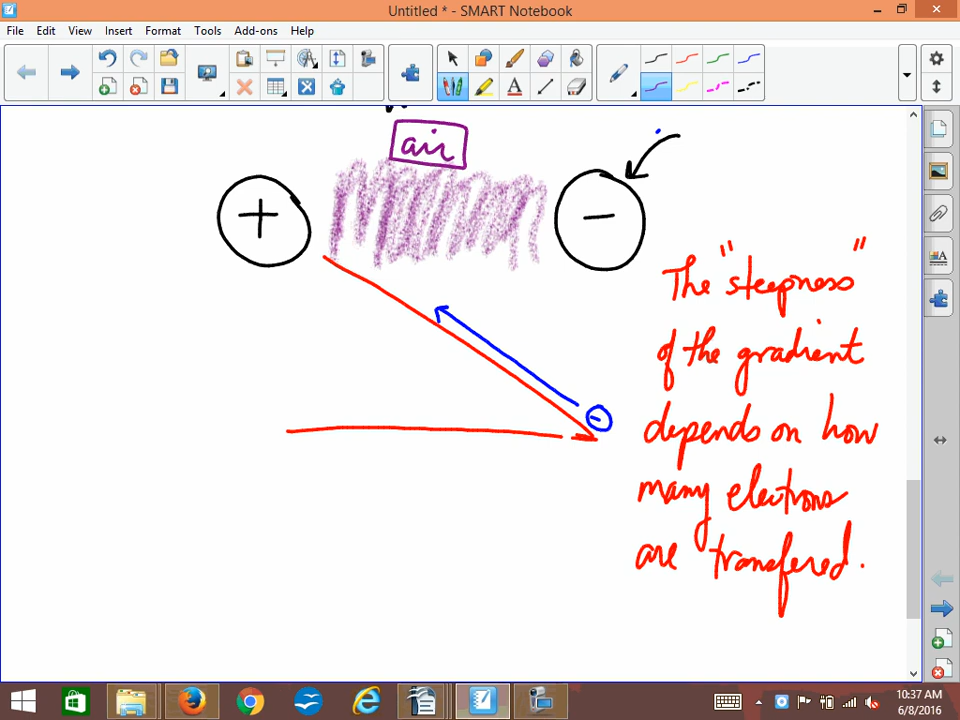 Untitled * - SMART Notebook
File Edit View Insert Format Tools Add-ons Help
air
+
-
The "steepness"
of the gradient
depends on how
many electrons
are transfered.
-
10:37 AM
6/8/2016